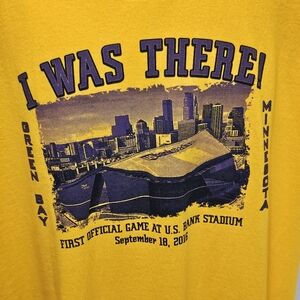 I WAS THERE!
GREEN BAY
MINNESOTA
FIRST OFFICIAL GAME AT U.S. BANK STADIUM
September 18, 2016